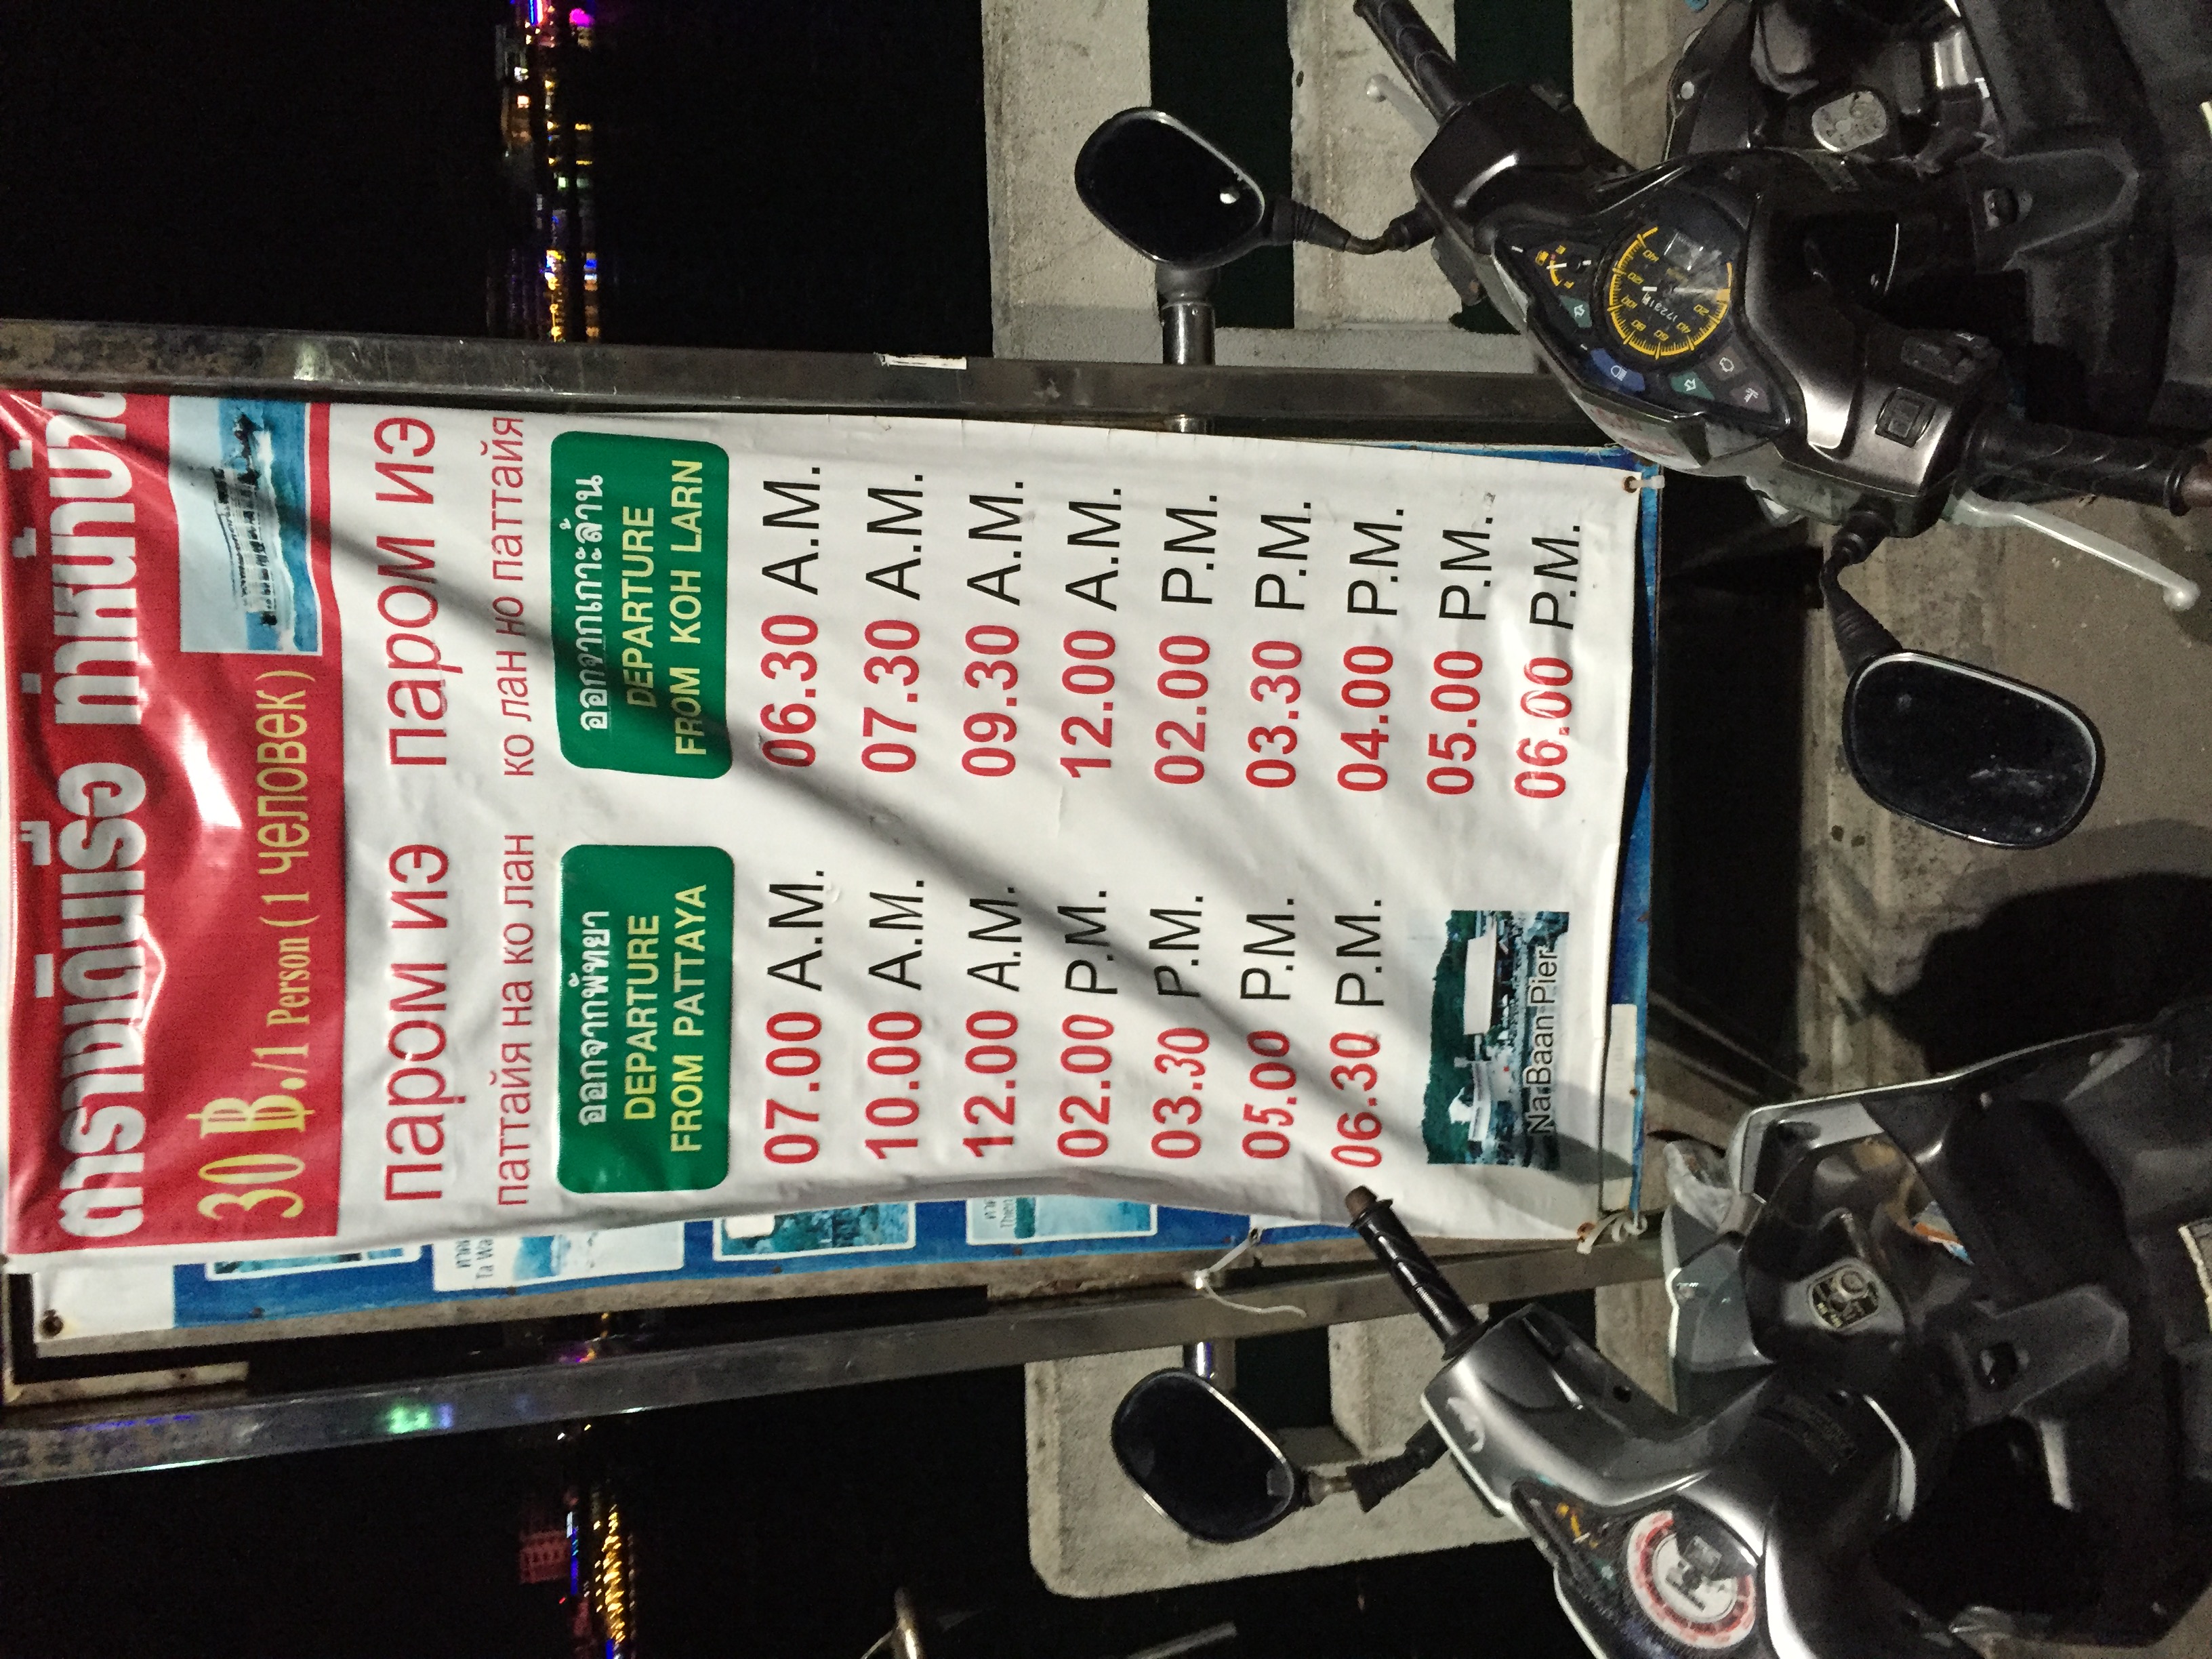 ตารางเดินเรือ ท่าหน้าบ้าน
30 ฿./1 Person ( 1 человек )
паром из
паттайя на ко лан
паром из
ко лан но паттайя
ออกจากพัทยา
DEPARTURE
FROM PATTAYA
07.00 A.M.
10.00 A.M.
12.00 A.M.
02.00 P.M.
03.30 P.M.
05.00 P.M.
06.30 P.M.
Nar Baan Pier
ออกจากเกาะล้าน
DEPARTURE
FROM KOH LARN
06.30 A.M.
07.30 A.M.
09.30 A.M.
12.00 A.M.
02.00 P.M.
03.30 P.M.
04.00 P.M.
05.00 P.M.
06.00 P.M.